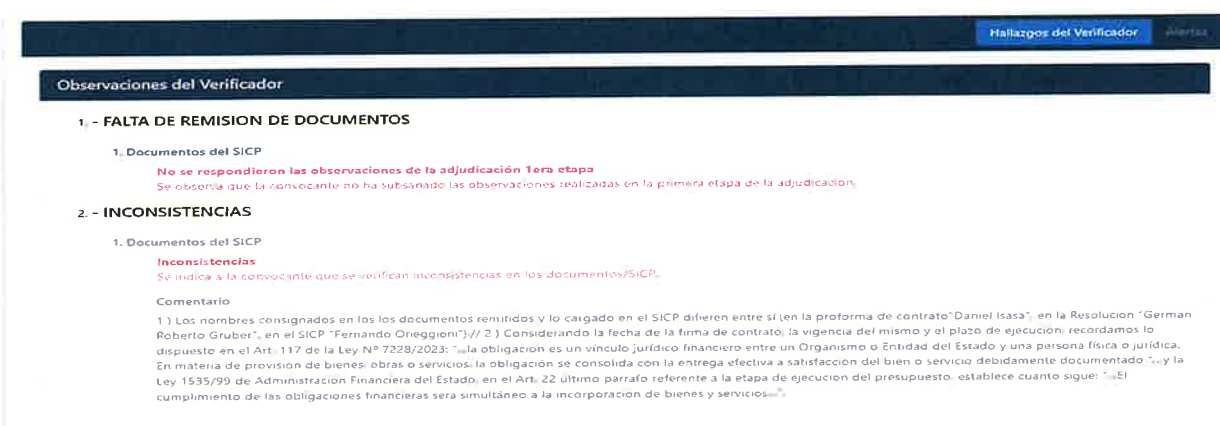 Hallazgos del Verificador Alertas
Observaciones del Verificador
1. - FALTA DE REMISION DE DOCUMENTOS
1. Documentos del SICP
No se respondieron las observaciones de la adjudicación 1era etapa
Se observa que la convocante no ha subsanado las observaciones realizadas en la primera etapa de la adjudicación.
2. - INCONSISTENCIAS
1. Documentos del SICP
Inconsistencias
Se indica a la convocante que se verifican inconsistencias en los documentos/SICP.
Comentario
1 ) Los nombres consignados en los los documentos remitidos y lo cargado en el SICP difieren entre sí (en la proforma de contrato"Daniel Isasa", en la Resolucion "German
Roberto Gruber", en el SICP "Fernando Orieggioni")// 2 ) Considerando la fecha de la firma de contrato, la vigencia del mismo y el plazo de ejecución, recordamos lo
dispuesto en el Art. 117 de la Ley Nº 7228/2023: "...la obligacion es un vínculo jurídico financiero entre un Organismo o Entidad del Estado y una persona física o jurídica.
En materia de provisión de bienes, obras o servicios, la obligación se consolida con la entrega efectiva a satisfacción del bien o servicio debidamente documentado "...y la
Ley 1535/99 de Administración Financiera del Estado, en el Art. 22 último párrafo referente a la etapa de ejecución del presupuesto, establece cuanto sigue: "...El
cumplimiento de las obligaciones financieras sera simultáneo a la incorporación de bienes y servicios...".